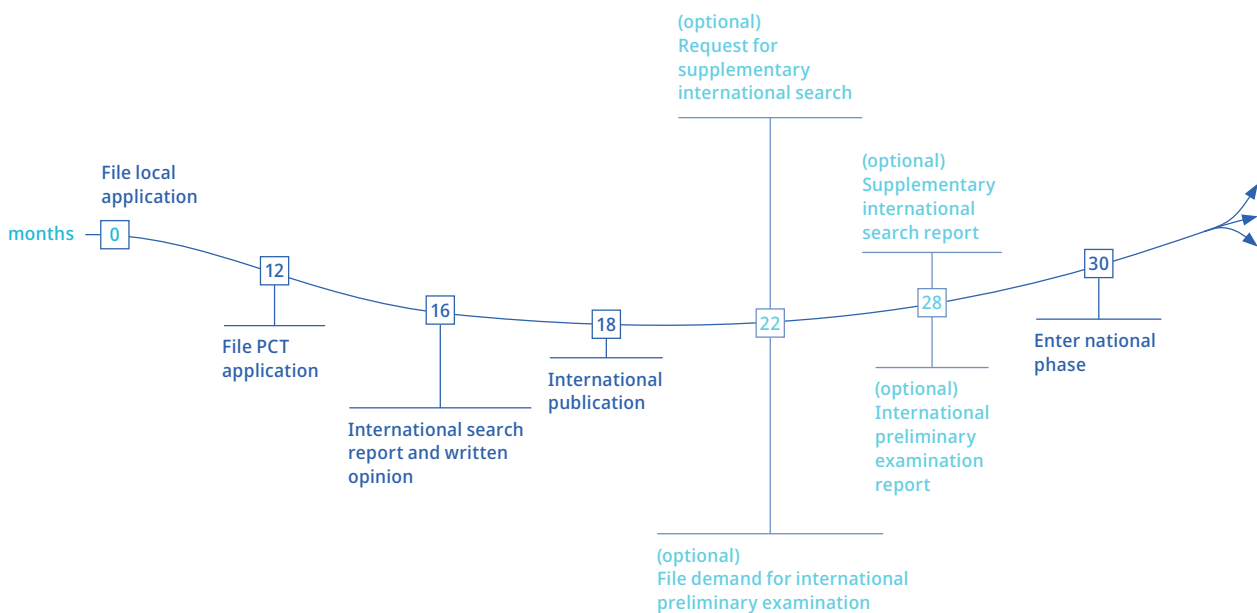 (optional)
Request for
supplementary
international search
File local
application
(optional)
Supplementary
international
search report
months
0
12
16
18
22
28
30
File PCT
application
Enter national
phase
International
publication
(optional)
International
preliminary
examination
report
International search
report and written
opinion
(optional)
File demand for international
preliminary examination